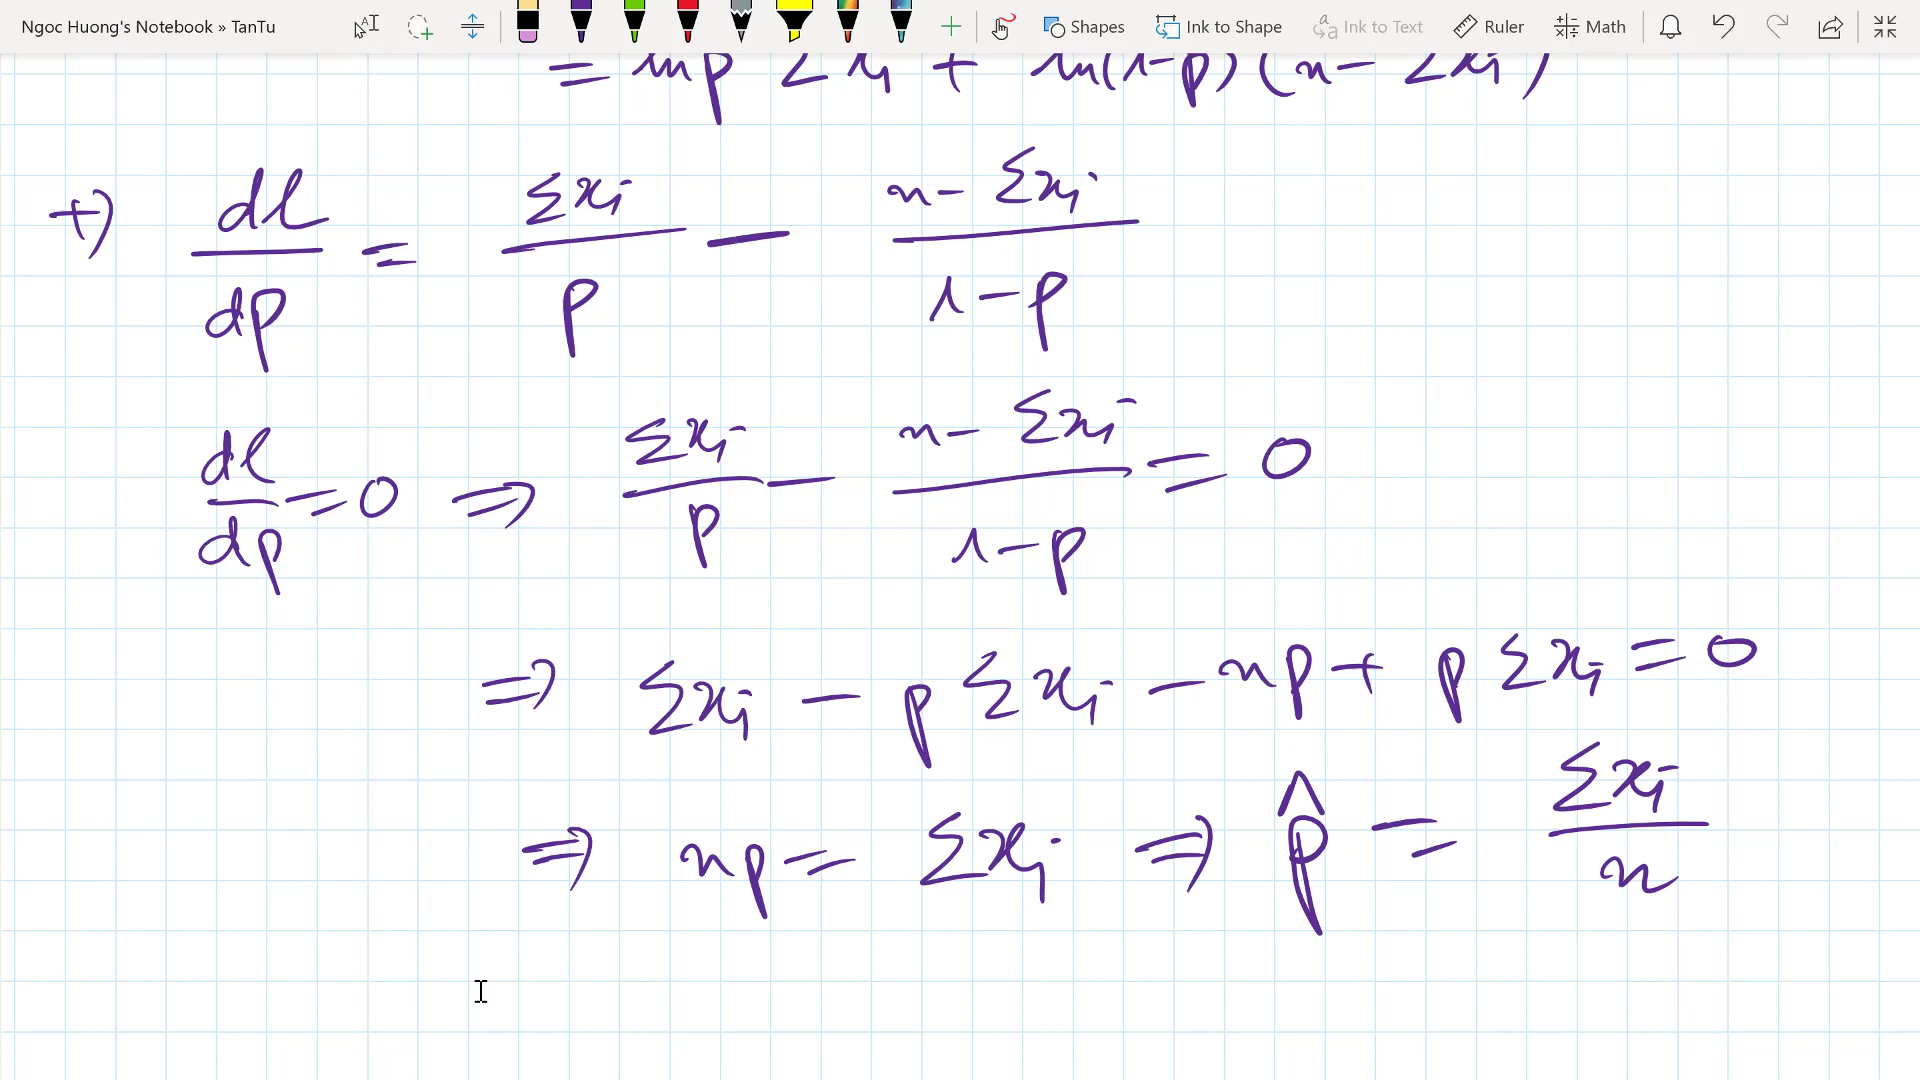 Ngoc Huong's Notebook » TanTu
Shapes Ink to Shape Ink to Text Ruler Math
= ln p Σxi + ln(1-p)(n - Σxi)
+) dl/dp = Σxi/p - (n - Σxi)/(1-p)
dl/dp = 0 => Σxi/p - (n - Σxi)/(1-p) = 0
=> Σxi - pΣxi - np + pΣxi = 0
=> np = Σxi => p̂ = Σxi/n